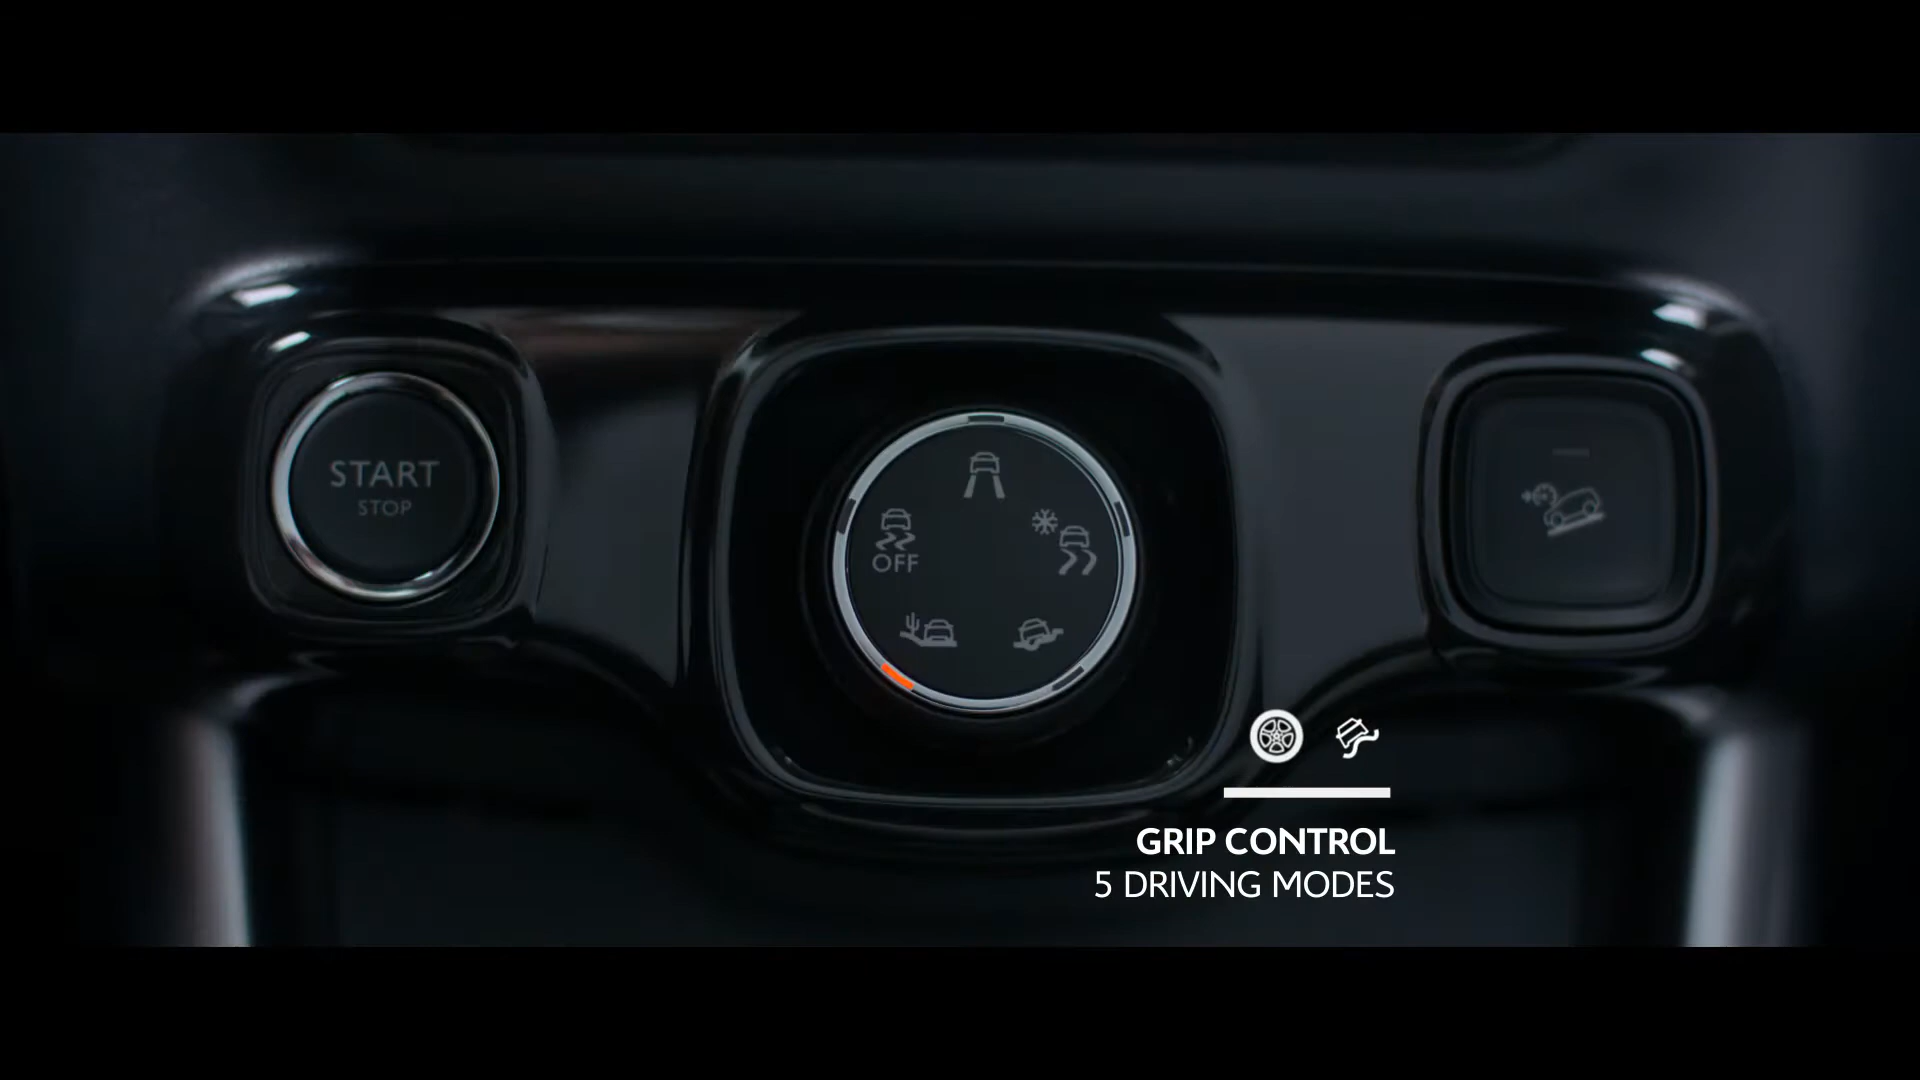 START
STOP
OFF
GRIP CONTROL
5 DRIVING MODES